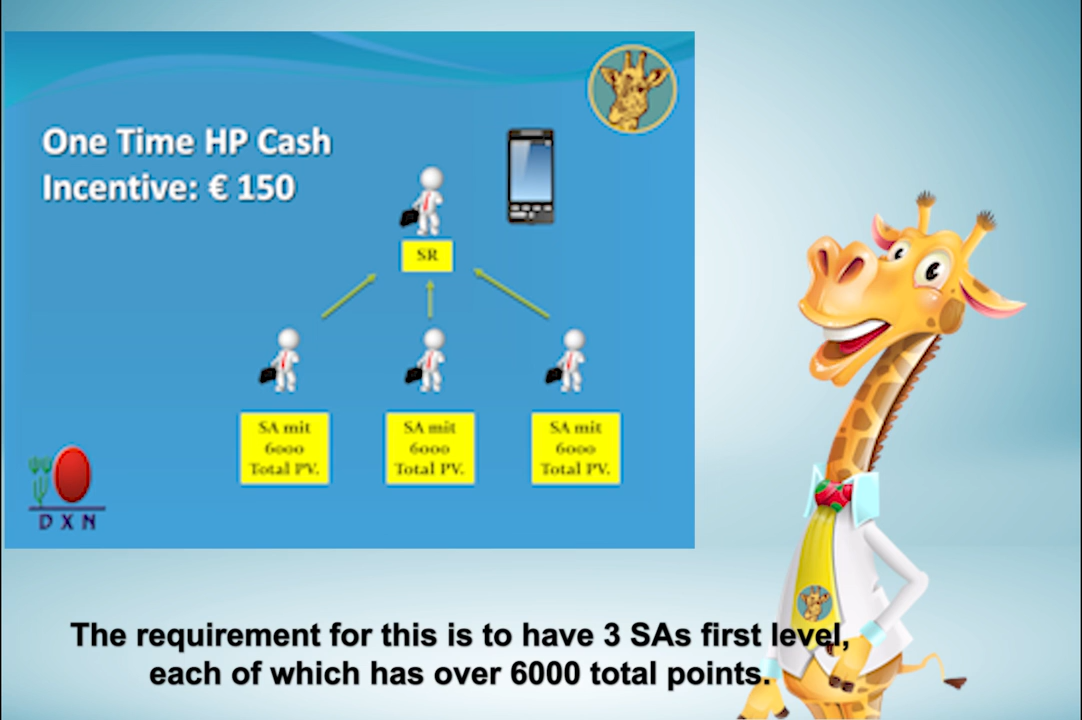 One Time HP Cash
Incentive: € 150
SR
SA mit
6000
Total PV.
SA mit
6000
Total PV.
SA mit
6000
Total PV.
DXN
The requirement for this is to have 3 SAs first level,
each of which has over 6000 total points.